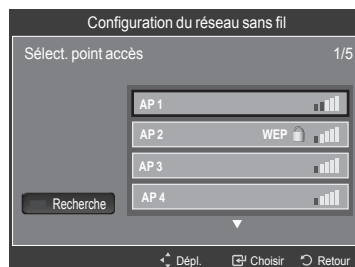 Configuration du réseau sans fil
Sélect. point accès 1/5
AP 1
AP 2 WEP
AP 3
AP 4
Recherche
Dépl. Choisir Retour